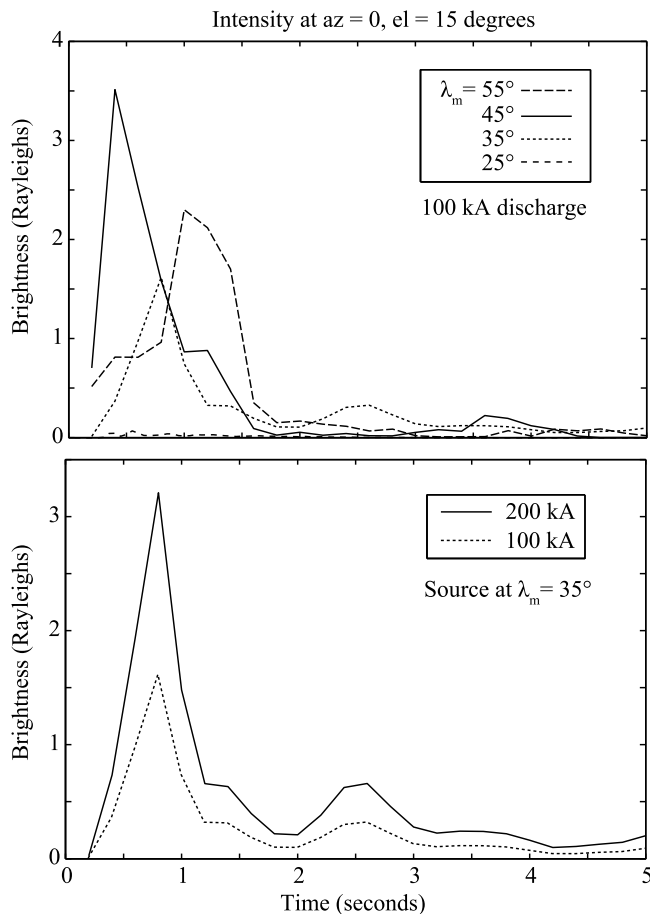 Intensity at az = 0, el = 15 degrees
4
3
2
1
0
Brightness (Rayleighs)
λm= 55°
45°
35°
25°
100 kA discharge
3
2
1
0
Brightness (Rayleighs)
200 kA
100 kA
Source at λm= 35°
0 1 2 3 4 5
Time (seconds)